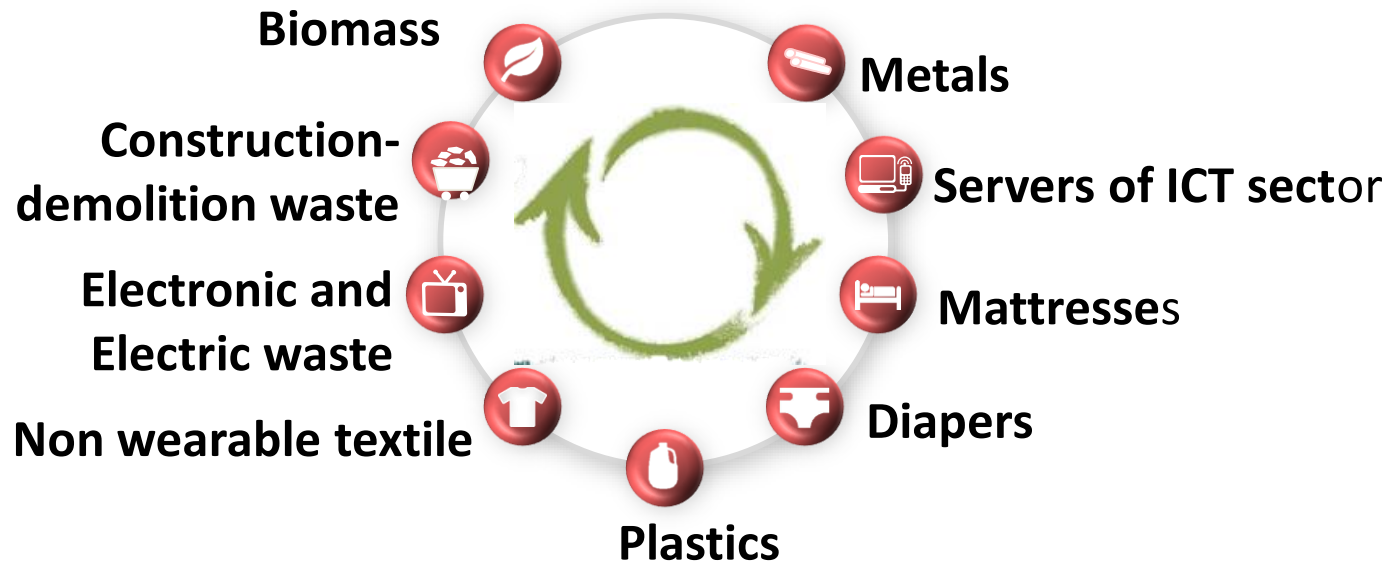 Biomass
Metals
Construction-
demolition waste
Servers of ICT sector
Electronic and
Electric waste
Mattresses
Non wearable textile
Diapers
Plastics